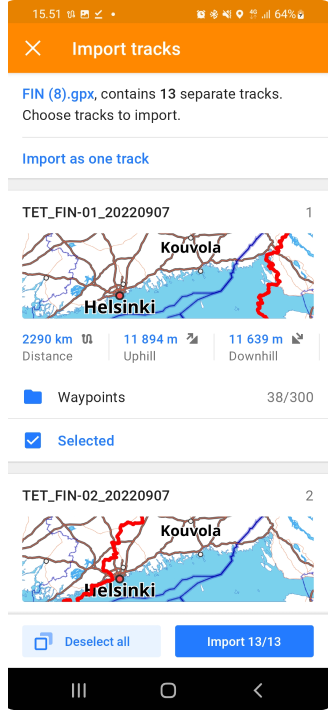 15.51
64%
Import tracks
FIN (8).gpx, contains 13 separate tracks.
Choose tracks to import.
Import as one track
TET_FIN-01_20220907 1
Kouvola
Helsinki
2290 km 11 894 m 11 639 m
Distance Uphill Downhill
Waypoints 38/300
Selected
TET_FIN-02_20220907 2
Kouvola
Helsinki
Deselect all Import 13/13